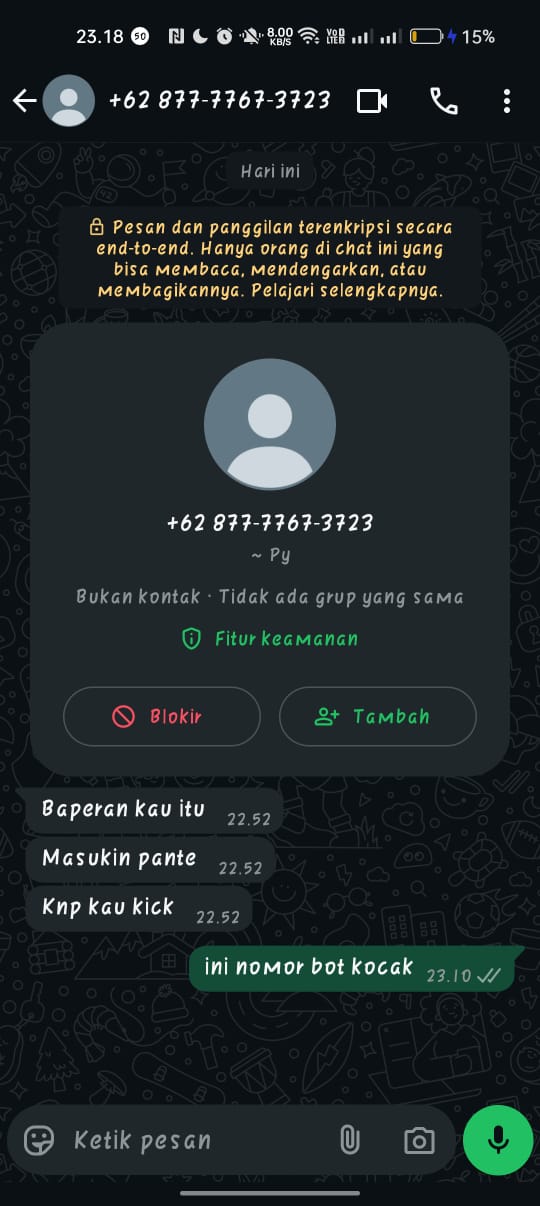 23.18 50 8.00 KB/S VoD LTE2 15%
+62 877-7767-3723
Hari ini
Pesan dan panggilan terenkripsi secara
end-to-end. Hanya orang di chat ini yang
bisa membaca, mendengarkan, atau
membagikannya. Pelajari selengkapnya.
+62 877-7767-3723
~ Py
Bukan kontak · Tidak ada grup yang sama
Fitur keamanan
Blokir
Tambah
Baperan kau itu 22.52
Masukin pante 22.52
Knp kau kick 22.52
ini nomor bot kocak 23.10
Ketik pesan